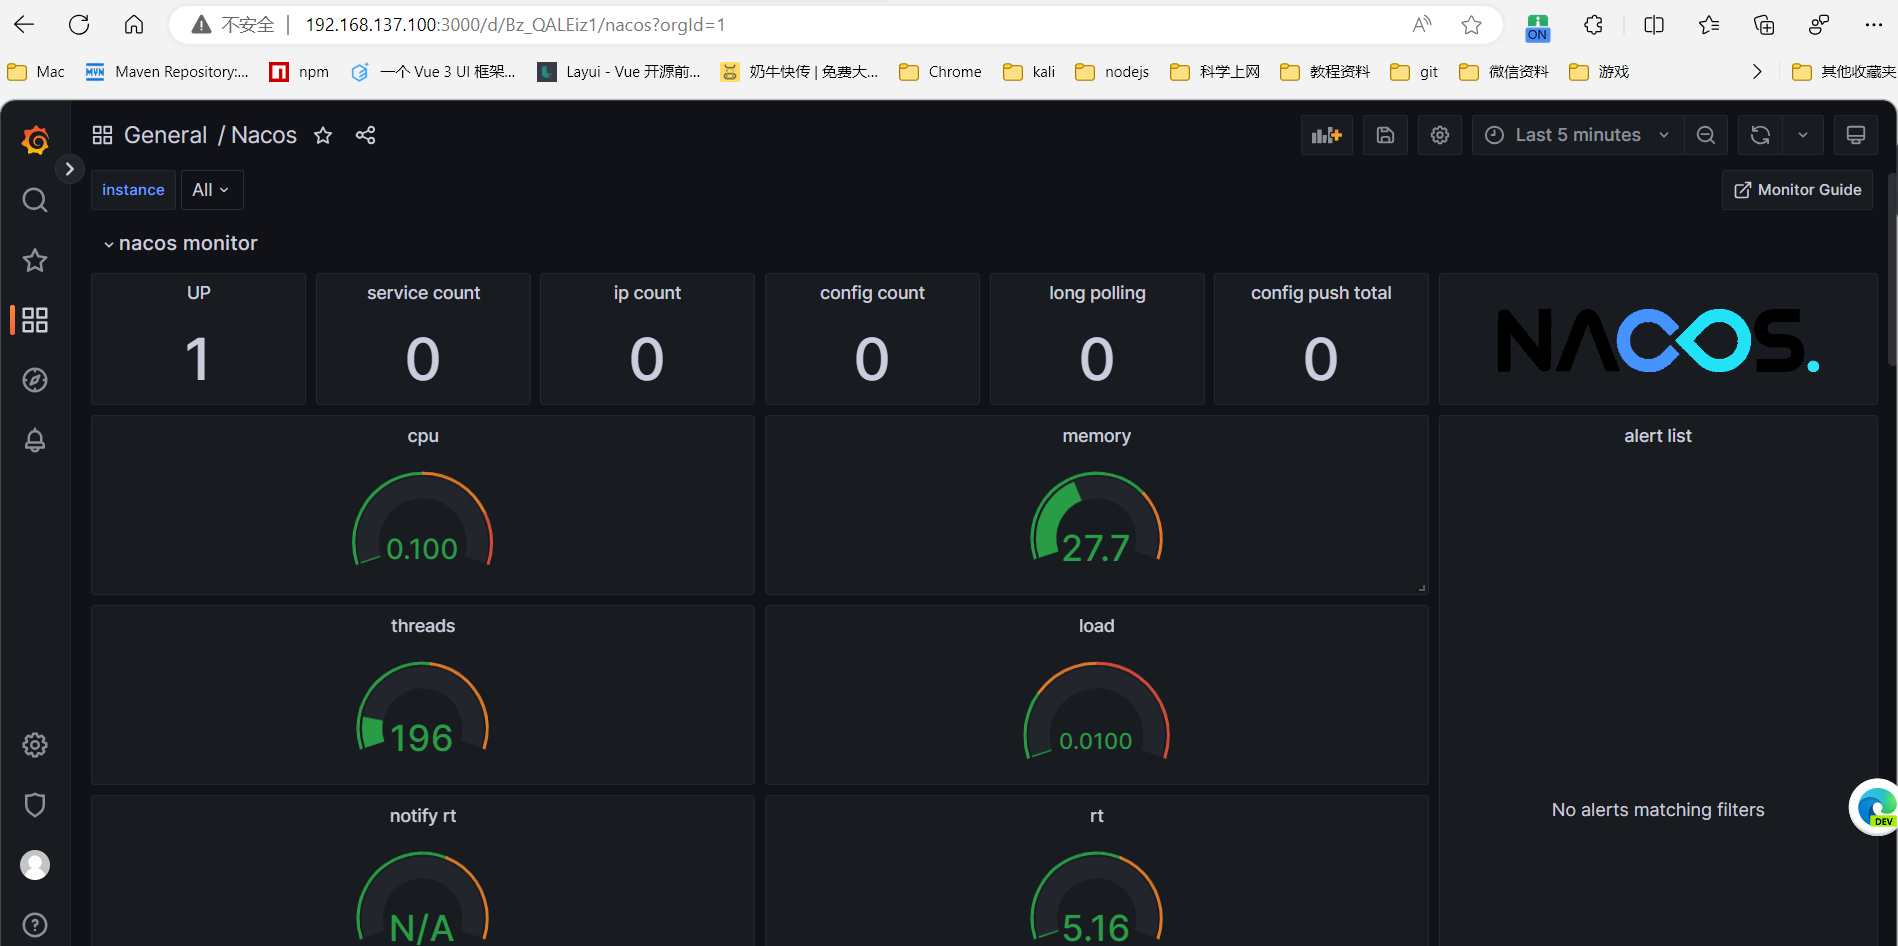 不安全 192.168.137.100:3000/d/Bz_QALEiz1/nacos?orgId=1 A ON
Mac MVN Maven Repository:... npm 一个 Vue 3 UI 框架... Layui - Vue 开源前... 奶牛快传 | 免费大... Chrome kali nodejs 科学上网 教程资料 git 微信资料 游戏 其他收藏夹
General / Nacos Last 5 minutes
instance All Monitor Guide
nacos monitor
UP service count ip count config count long polling config push total
1 0 0 0 0 0 NACOS.
cpu memory alert list
0.100 27.7
threads load
196 0.0100
No alerts matching filters
DEV
notify rt rt
N/A 5.16